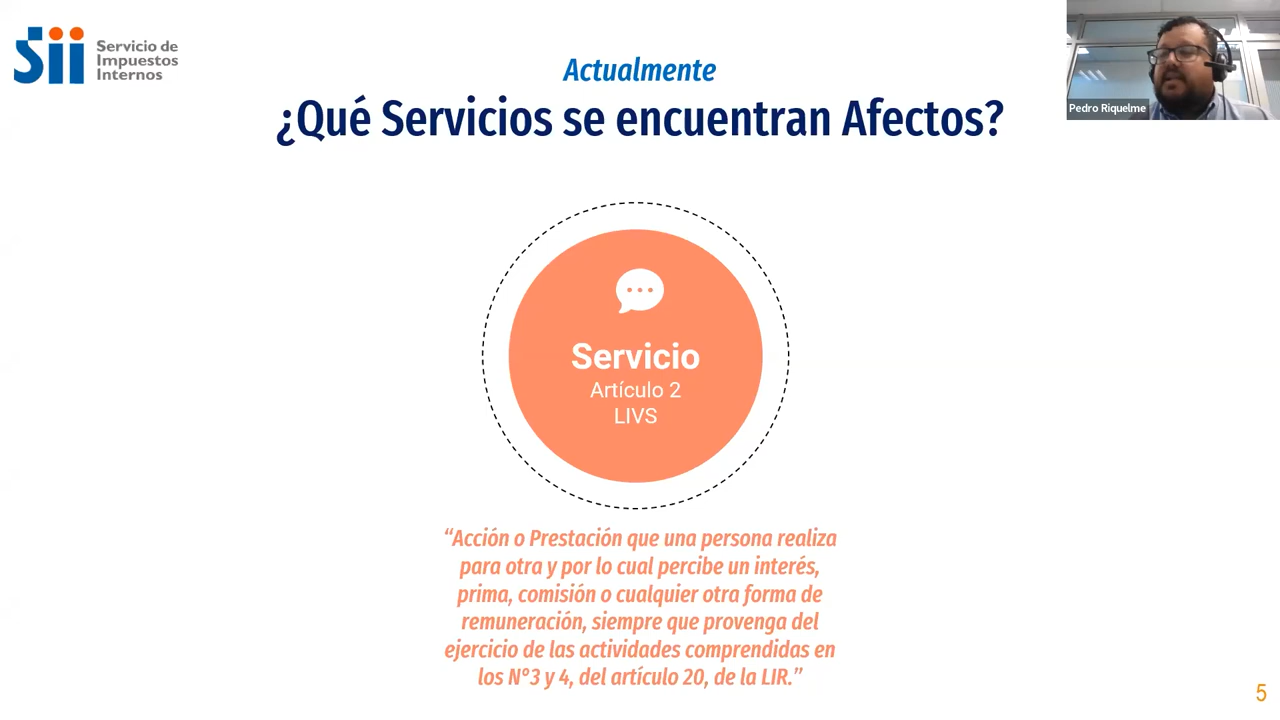 Sii Servicio de
Impuestos
Internos
Actualmente
¿Qué Servicios se encuentran Afectos?
Pedro Riquelme
Servicio
Artículo 2
LIVS
“Acción o Prestación que una persona realiza
para otra y por lo cual percibe un interés,
prima, comisión o cualquier otra forma de
remuneración, siempre que provenga del
ejercicio de las actividades comprendidas en
los N°3 y 4, del artículo 20, de la LIR.”
5